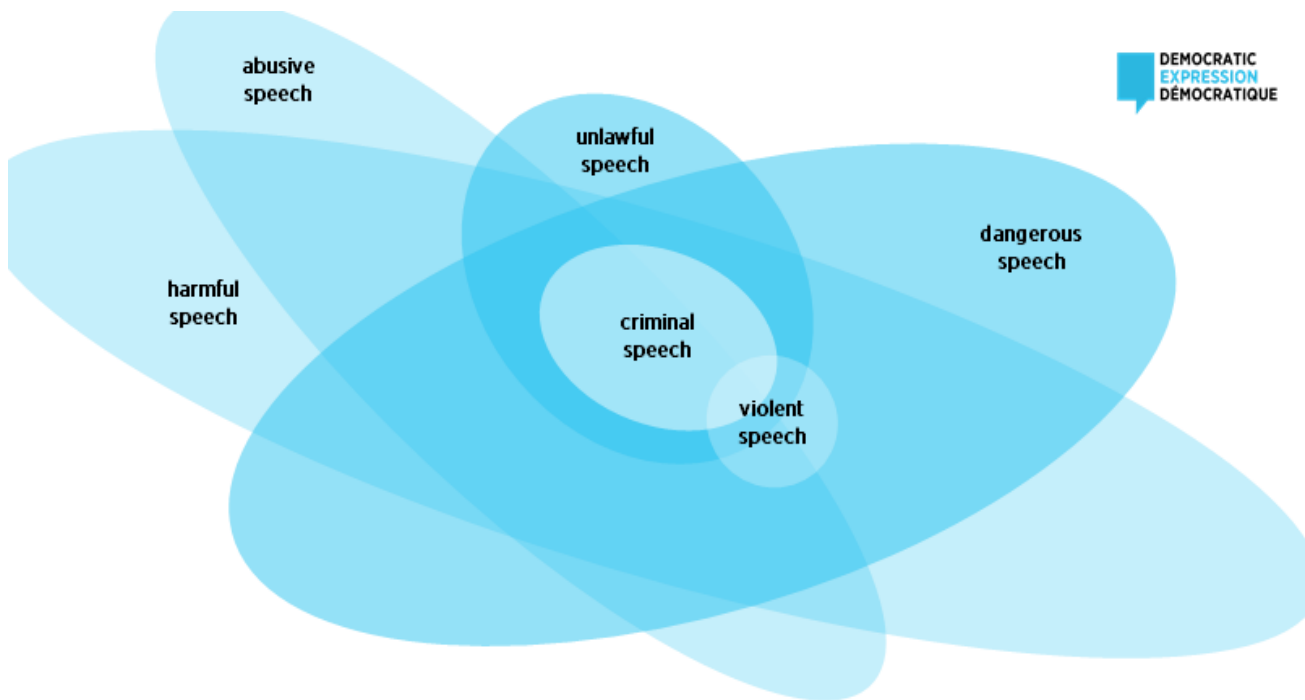 abusive
speech
DEMOCRATIC
EXPRESSION
DÉMOCRATIQUE
unlawful
speech
dangerous
speech
harmful
speech
criminal
speech
violent
speech